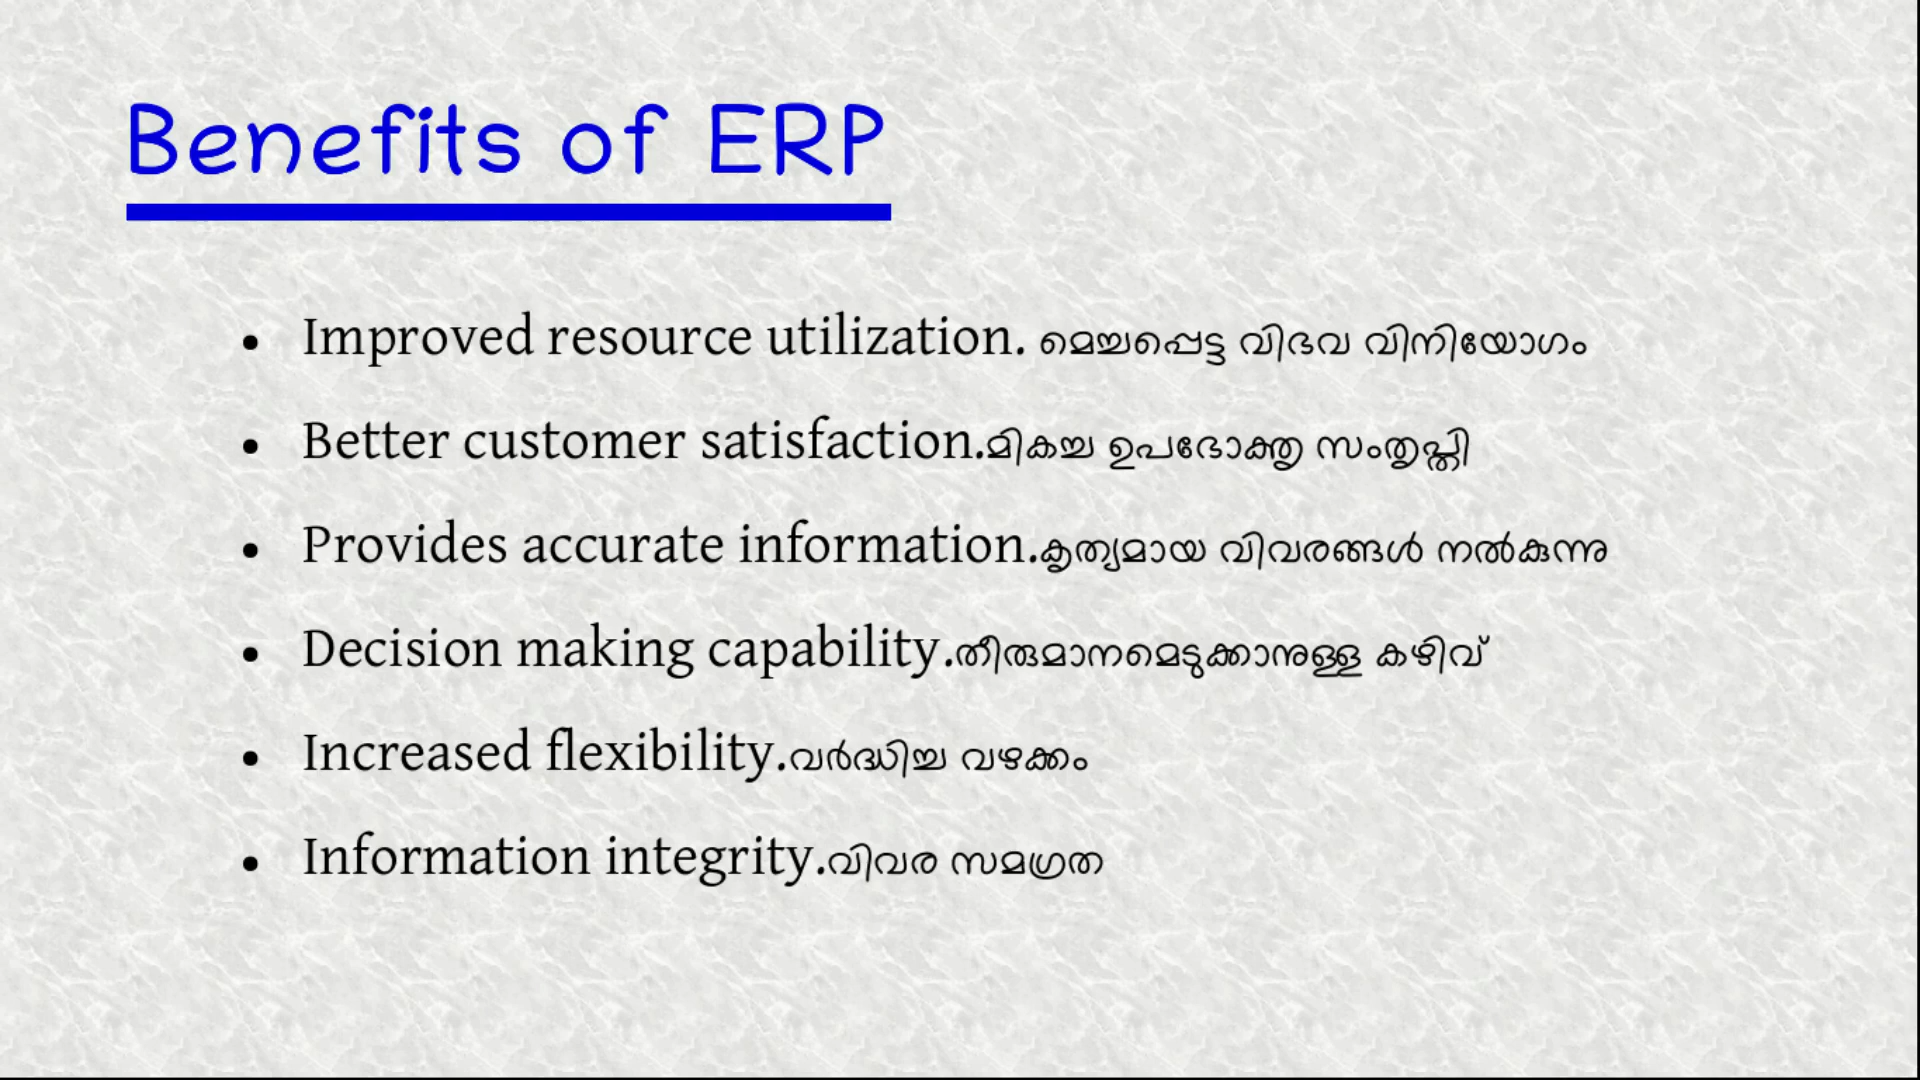 Benefits of ERP
• Improved resource utilization. മെച്ചപ്പെട്ട വിഭവ വിനിയോഗം
• Better customer satisfaction.മികച്ച ഉപഭോക്തൃ സംതൃപ്തി
• Provides accurate information.കൃത്യമായ വിവരങ്ങൾ നൽകുന്നു
• Decision making capability.തീരുമാനമെടുക്കാനുള്ള കഴിവ്
• Increased flexibility.വർദ്ധിച്ച വഴക്കം
• Information integrity.വിവര സമഗ്രത